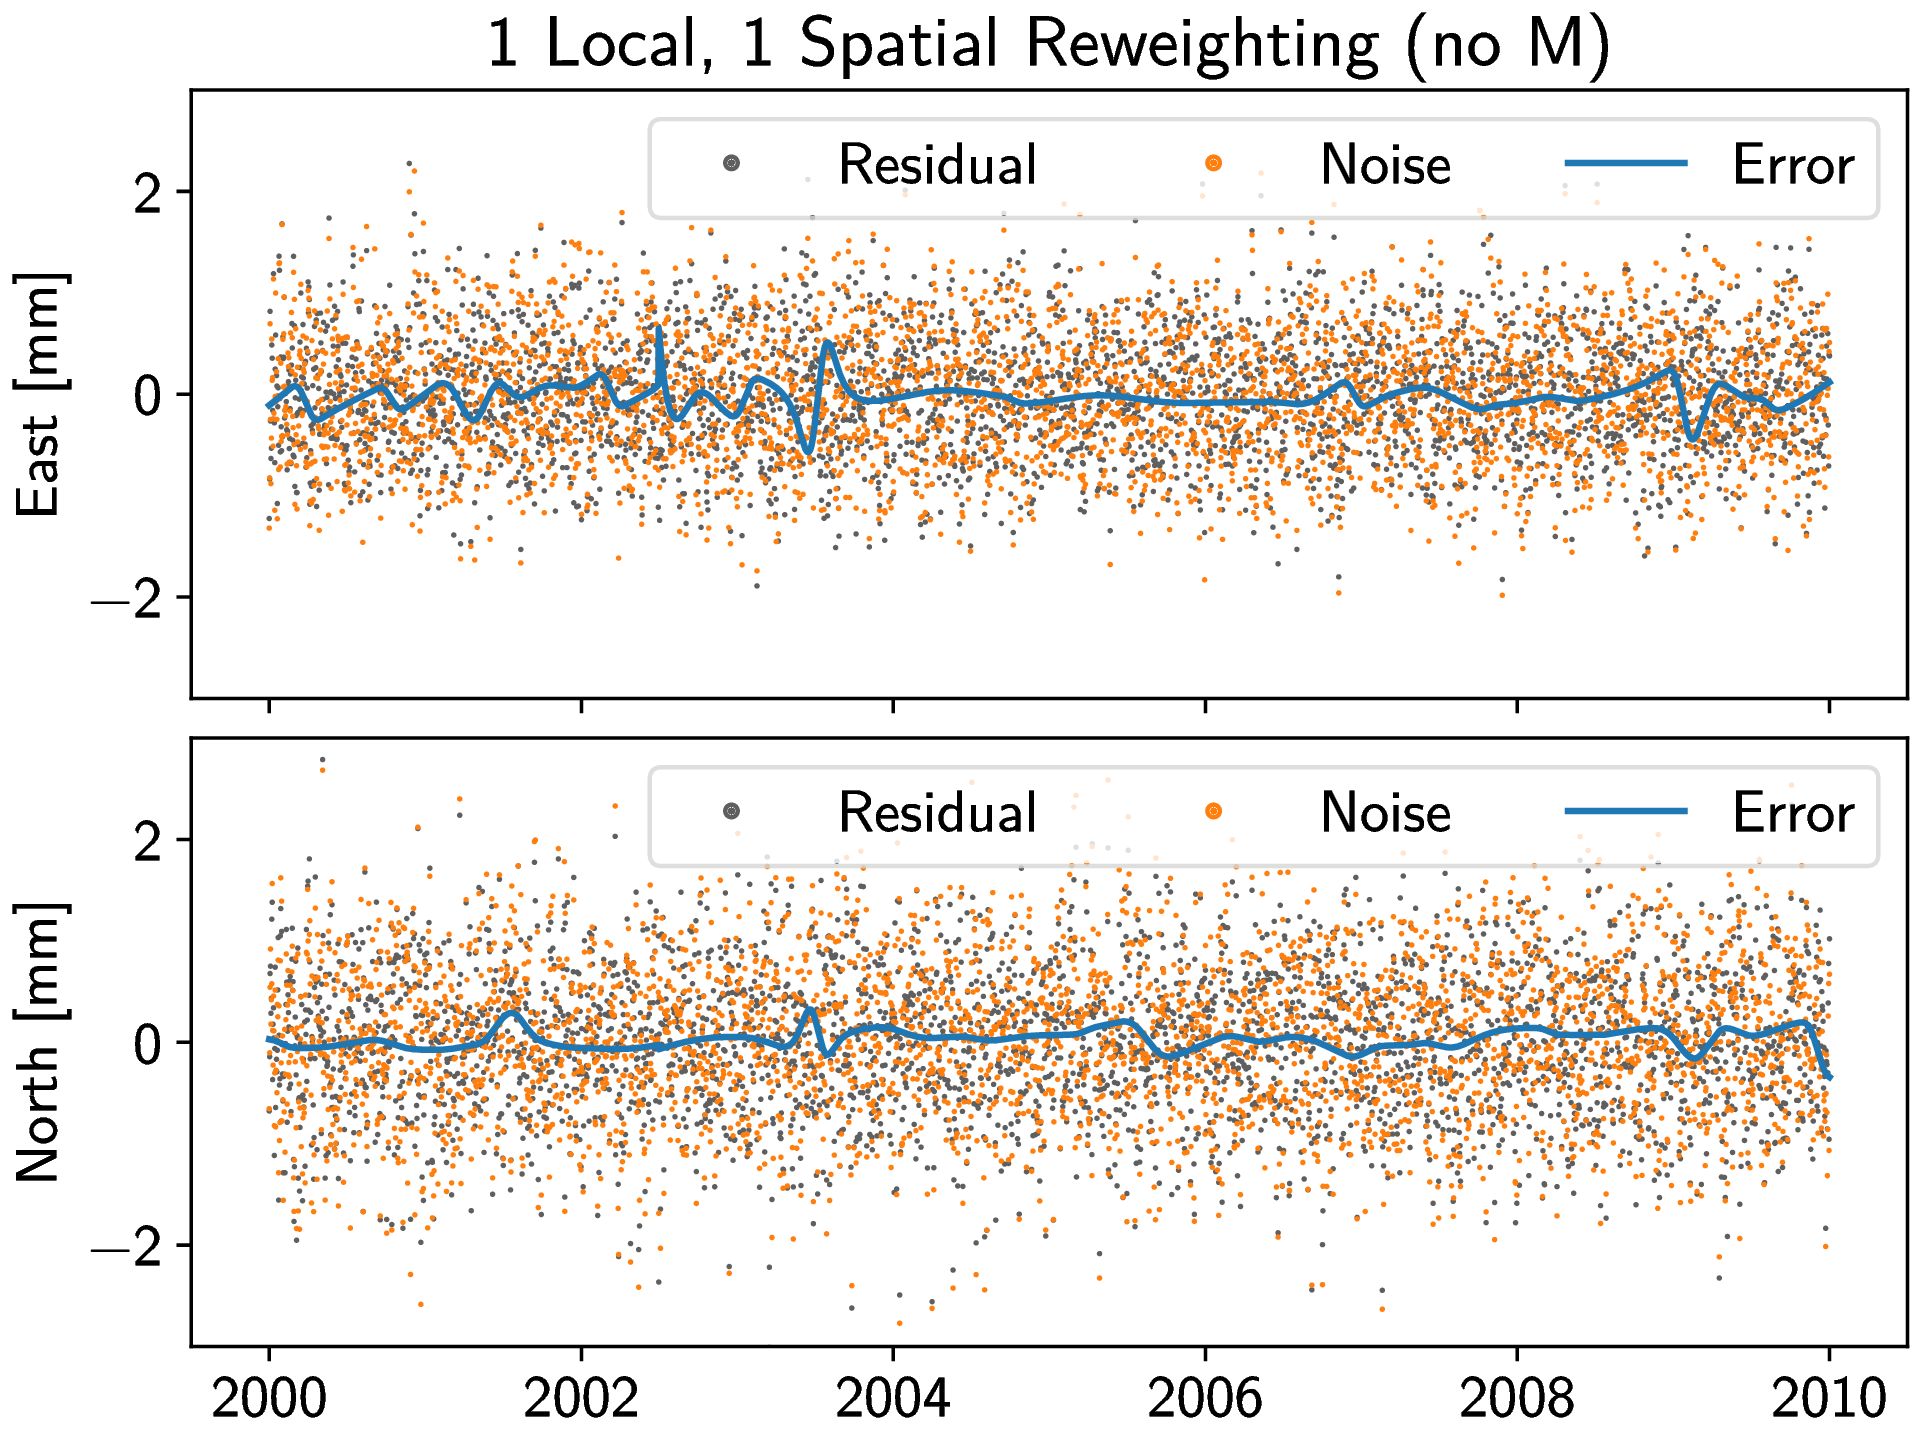 1 Local, 1 Spatial Reweighting (no M)
Residual Noise Error
2
0
−2
East [mm]
Residual Noise Error
2
0
−2
North [mm]
2000 2002 2004 2006 2008 2010